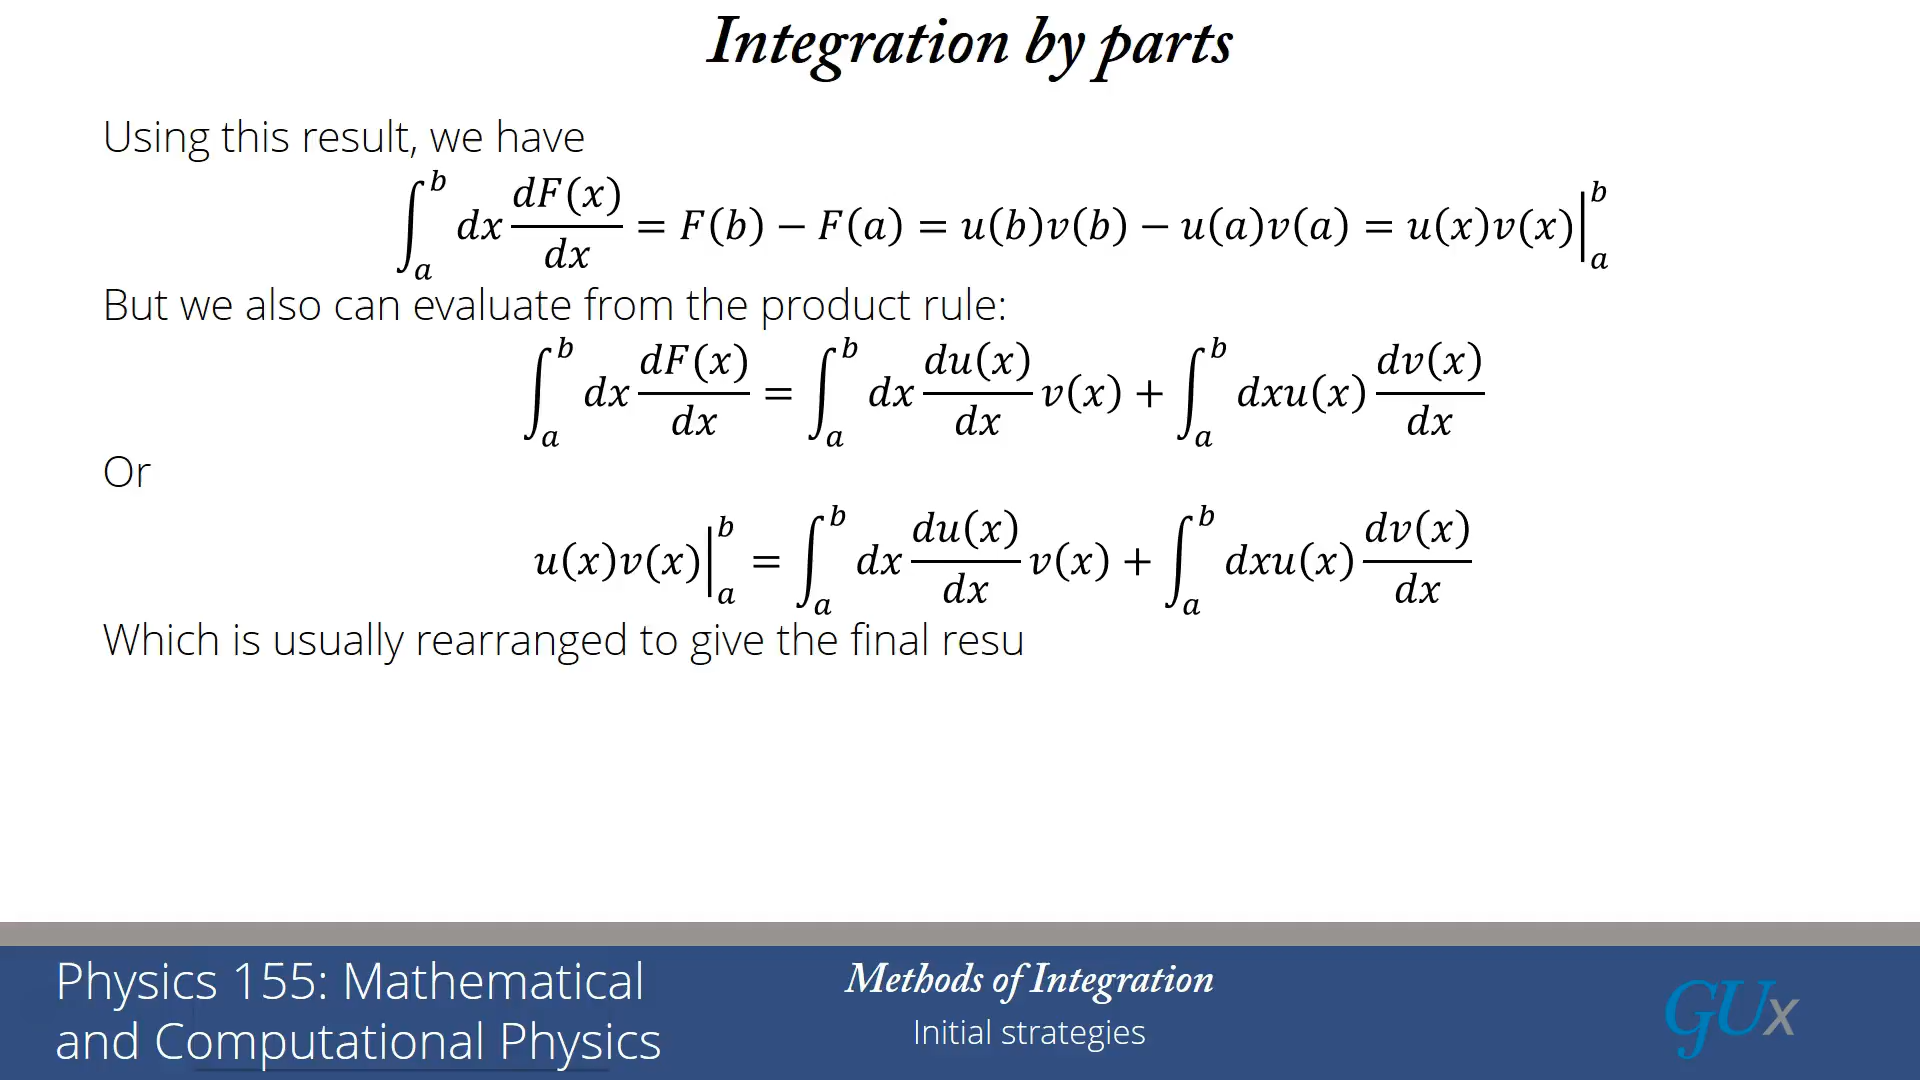 Integration by parts
Using this result, we have
∫_a^b dx dF(x)/dx = F(b) − F(a) = u(b)v(b) − u(a)v(a) = u(x)v(x)|_a^b
But we also can evaluate from the product rule:
∫_a^b dx dF(x)/dx = ∫_a^b dx du(x)/dx v(x) + ∫_a^b dxu(x) dv(x)/dx
Or
u(x)v(x)|_a^b = ∫_a^b dx du(x)/dx v(x) + ∫_a^b dxu(x) dv(x)/dx
Which is usually rearranged to give the final resu
Physics 155: Mathematical
and Computational Physics
Methods of Integration
Initial strategies
GUx